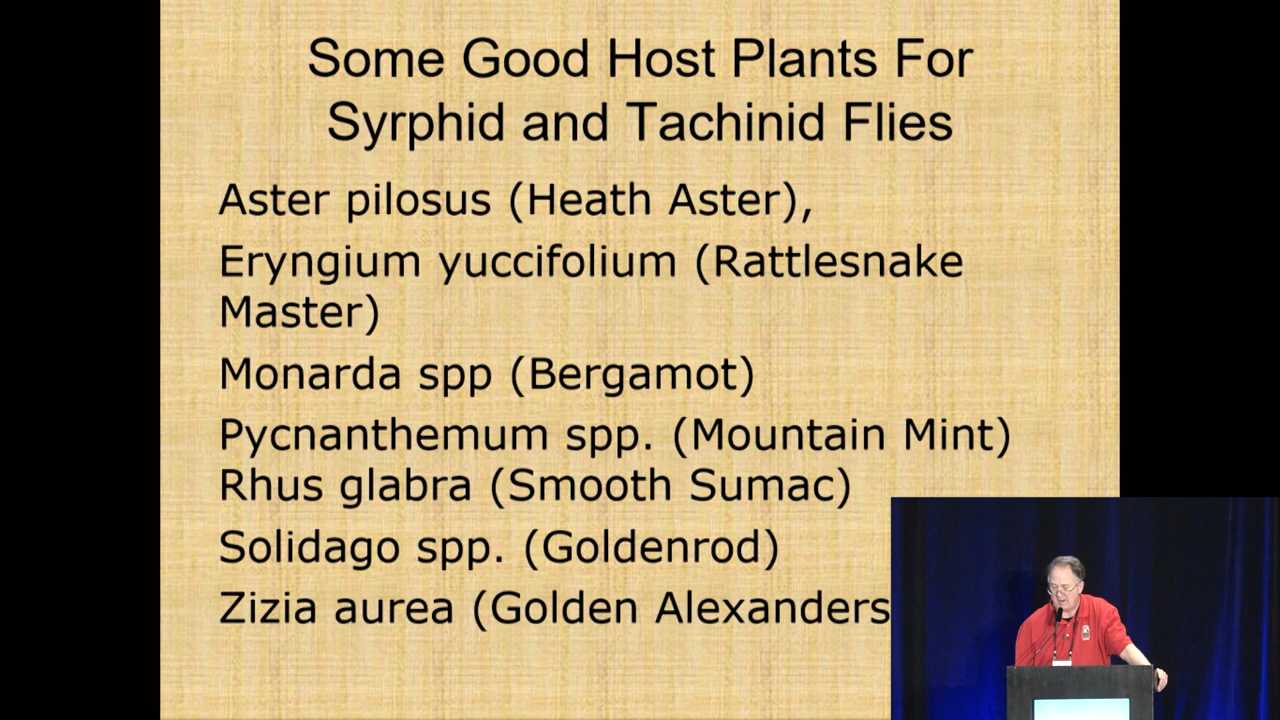 Some Good Host Plants For
Syrphid and Tachinid Flies
Aster pilosus (Heath Aster),
Eryngium yuccifolium (Rattlesnake
Master)
Monarda spp (Bergamot)
Pycnanthemum spp. (Mountain Mint)
Rhus glabra (Smooth Sumac)
Solidago spp. (Goldenrod)
Zizia aurea (Golden Alexanders